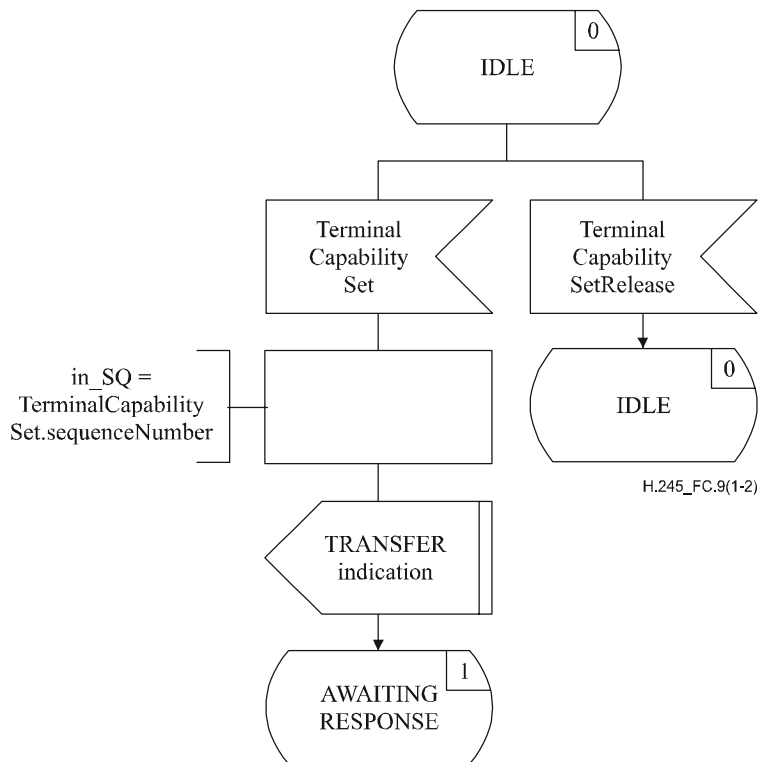 0
IDLE
Terminal
Capability
Set
Terminal
Capability
SetRelease
in_SQ =
TerminalCapability
Set.sequenceNumber
0
IDLE
H.245_FC.9(1-2)
TRANSFER
indication
1
AWAITING
RESPONSE